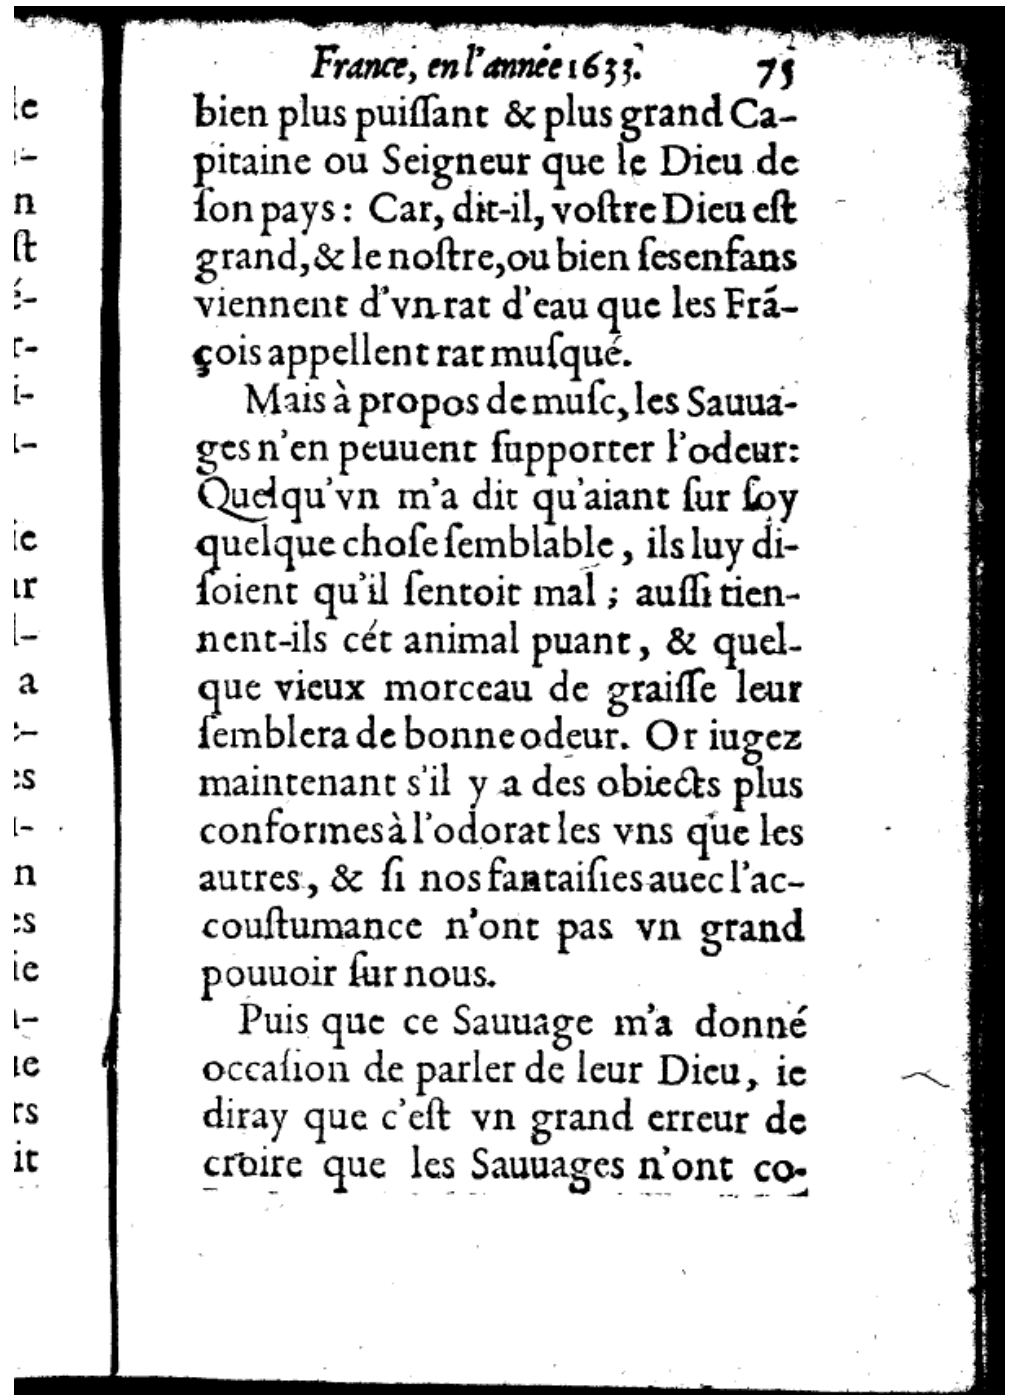 France, en l'année 1633. 75
bien plus puiſſant & plus grand Ca-
pitaine ou Seigneur que le Dieu de
ſon pays : Car, dit-il, voſtre Dieu eſt
grand, & le noſtre, ou bien ſes enfans
viennent d'vn rat d'eau que les Frã-
çois appellent rat muſqué.
Mais à propos de muſc, les Sauua-
ges n'en peuuent ſupporter l'odeur:
Quelqu'vn m'a dit qu'aiant ſur ſoy
quelque choſe ſemblable, ils luy di-
ſoient qu'il ſentoit mal ; auſſi tien-
nent-ils cét animal puant, & quel-
que vieux morceau de graiſſe leur
ſemblera de bonne odeur. Or iugez
maintenant s'il y a des obiects plus
conformes à l'odorat les vns que les
autres, & ſi nos fantaiſies auec l'ac-
couſtumance n'ont pas vn grand
pouuoir ſur nous.
Puis que ce Sauuage m'a donné
occaſion de parler de leur Dieu, ie
diray que c'eſt vn grand erreur de
croire que les Sauuages n'ont co-